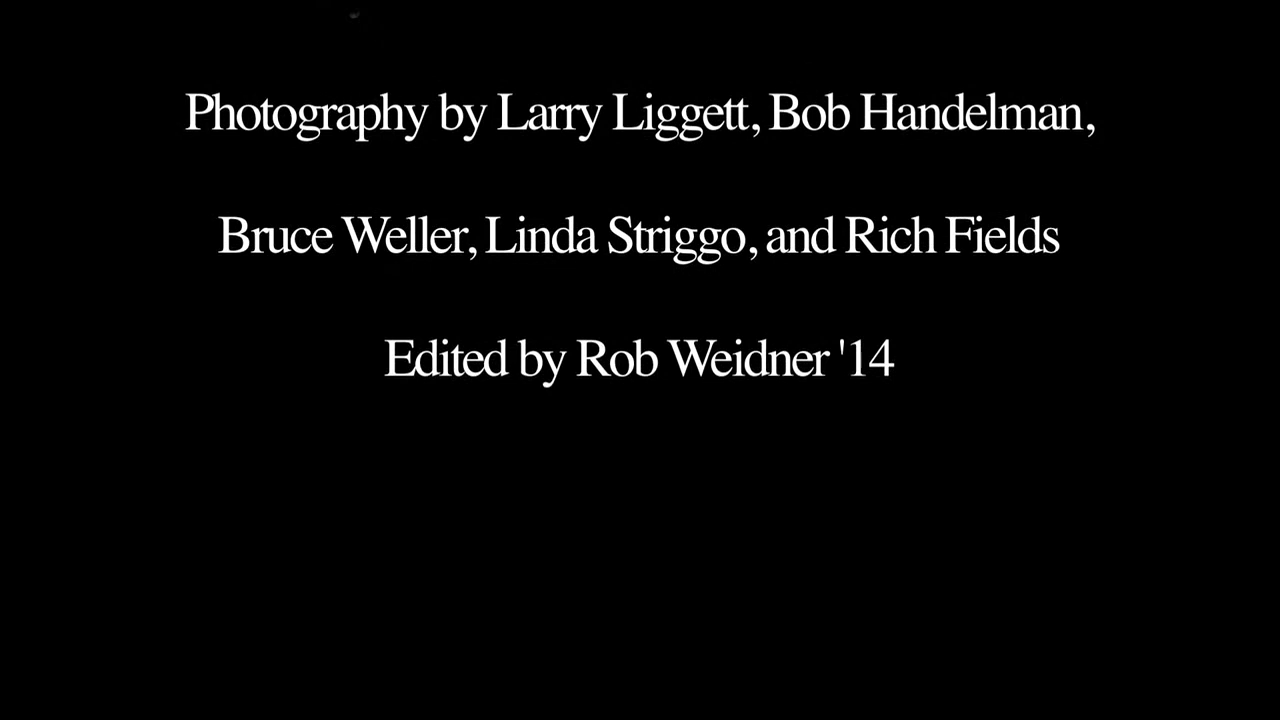 Photography by Larry Liggett, Bob Handelman,
Bruce Weller, Linda Striggo, and Rich Fields
Edited by Rob Weidner '14